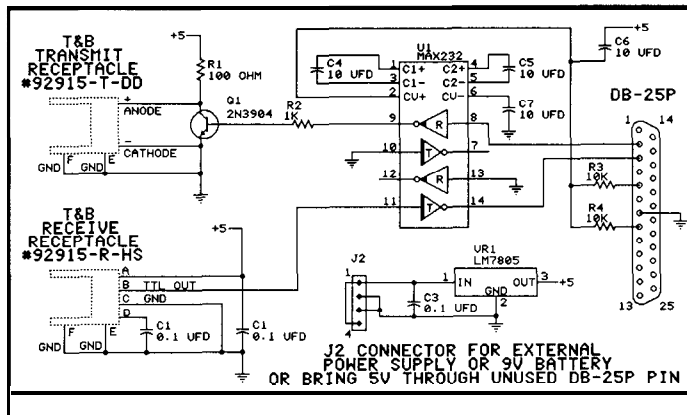 T&B
TRANSMIT
RECEPTACLE
#92915-T-DD
+5
R1
100 OHM
+
ANODE
Q1
2N3904
R2
1K
-
CATHODE
GND
F
GND
E
C4
10 UFD
U1
MAX232
1
C1+
C2+
4
3
C1-
C2-
5
2
CV+
CV-
6
C5
10 UFD
C7
10 UFD
9
R
8
10
T
7
12
R
13
11
T
14
+5
C6
10 UFD
DB-25P
1
14
R3
10K
R4
10K
13
25
T&B
RECEIVE
RECEPTACLE
#92915-R-HS
+5
A
B
TTL OUT
C
GND
D
F
E
GND
GND
C1
0.1 UFD
C1
0.1 UFD
J2
1
4
C3
0.1 UFD
VR1
LM7805
1
IN
OUT
3
+5
GND
2
J2 CONNECTOR FOR EXTERNAL
POWER SUPPLY OR 9V BATTERY
OR BRING 5V THROUGH UNUSED DB-25P PIN